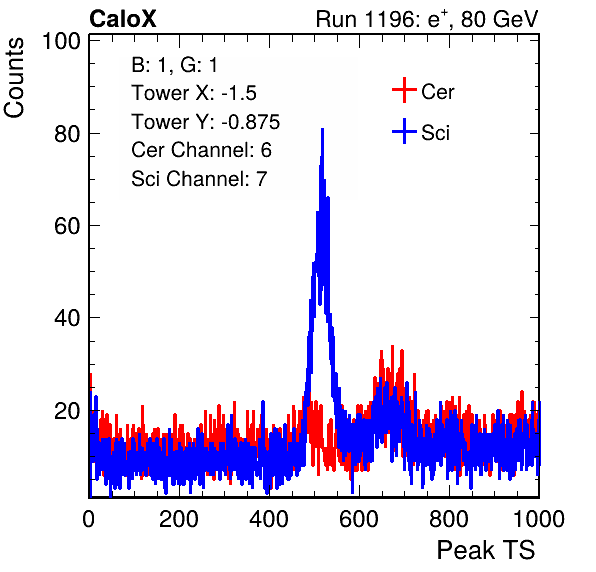 CaloX Run 1196: e+, 80 GeV
Counts
B: 1, G: 1
Tower X: -1.5
Tower Y: -0.875
Cer Channel: 6
Sci Channel: 7
Cer
Sci
100
80
60
40
20
0 200 400 600 800 1000
Peak TS